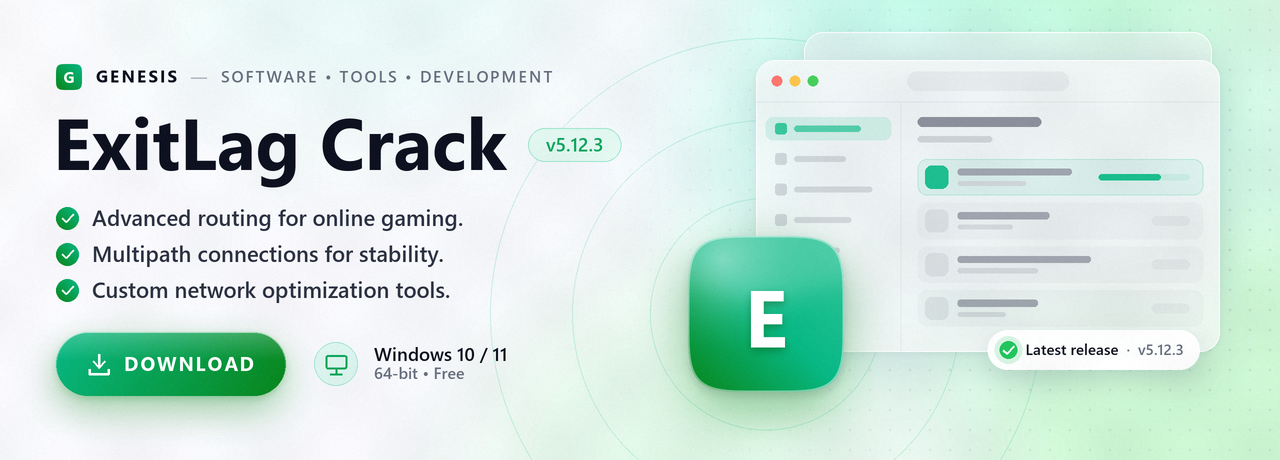 G GENESIS — SOFTWARE • TOOLS • DEVELOPMENT
ExitLag Crack v5.12.3
Advanced routing for online gaming.
Multipath connections for stability.
Custom network optimization tools.
DOWNLOAD
Windows 10 / 11
64-bit • Free
E
Latest release · v5.12.3